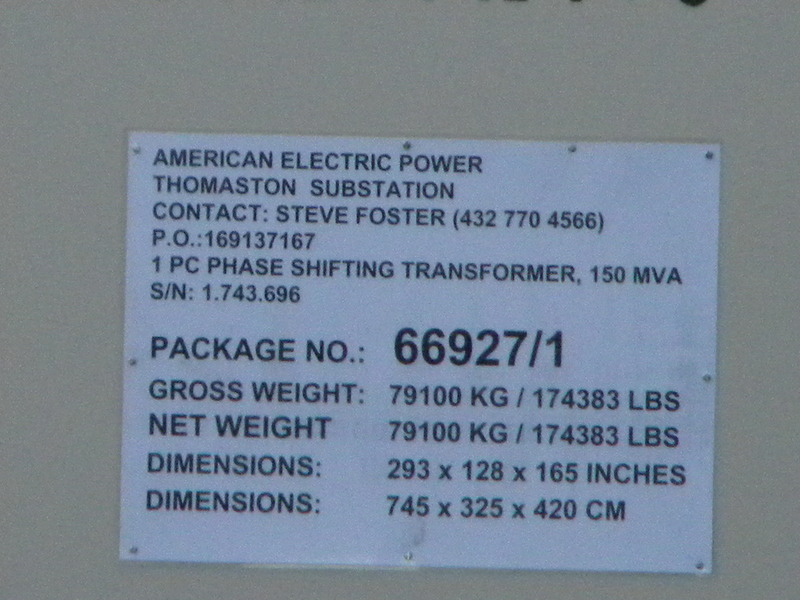 AMERICAN ELECTRIC POWER
THOMASTON SUBSTATION
CONTACT: STEVE FOSTER (432 770 4566)
P.O.:169137167
1 PC PHASE SHIFTING TRANSFORMER, 150 MVA
S/N: 1.743.696
PACKAGE NO.: 66927/1
GROSS WEIGHT: 79100 KG / 174383 LBS
NET WEIGHT 79100 KG / 174383 LBS
DIMENSIONS: 293 x 128 x 165 INCHES
DIMENSIONS: 745 x 325 x 420 CM